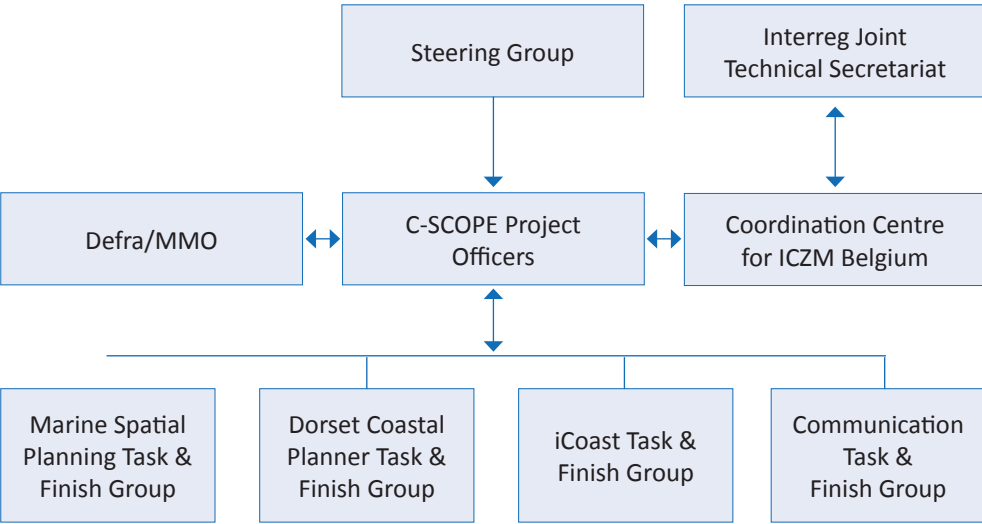 Steering Group
Interreg Joint
Technical Secretariat
Defra/MMO
C-SCOPE Project
Officers
Coordination Centre
for ICZM Belgium
Marine Spatial
Planning Task &
Finish Group
Dorset Coastal
Planner Task &
Finish Group
iCoast Task &
Finish Group
Communication
Task &
Finish Group